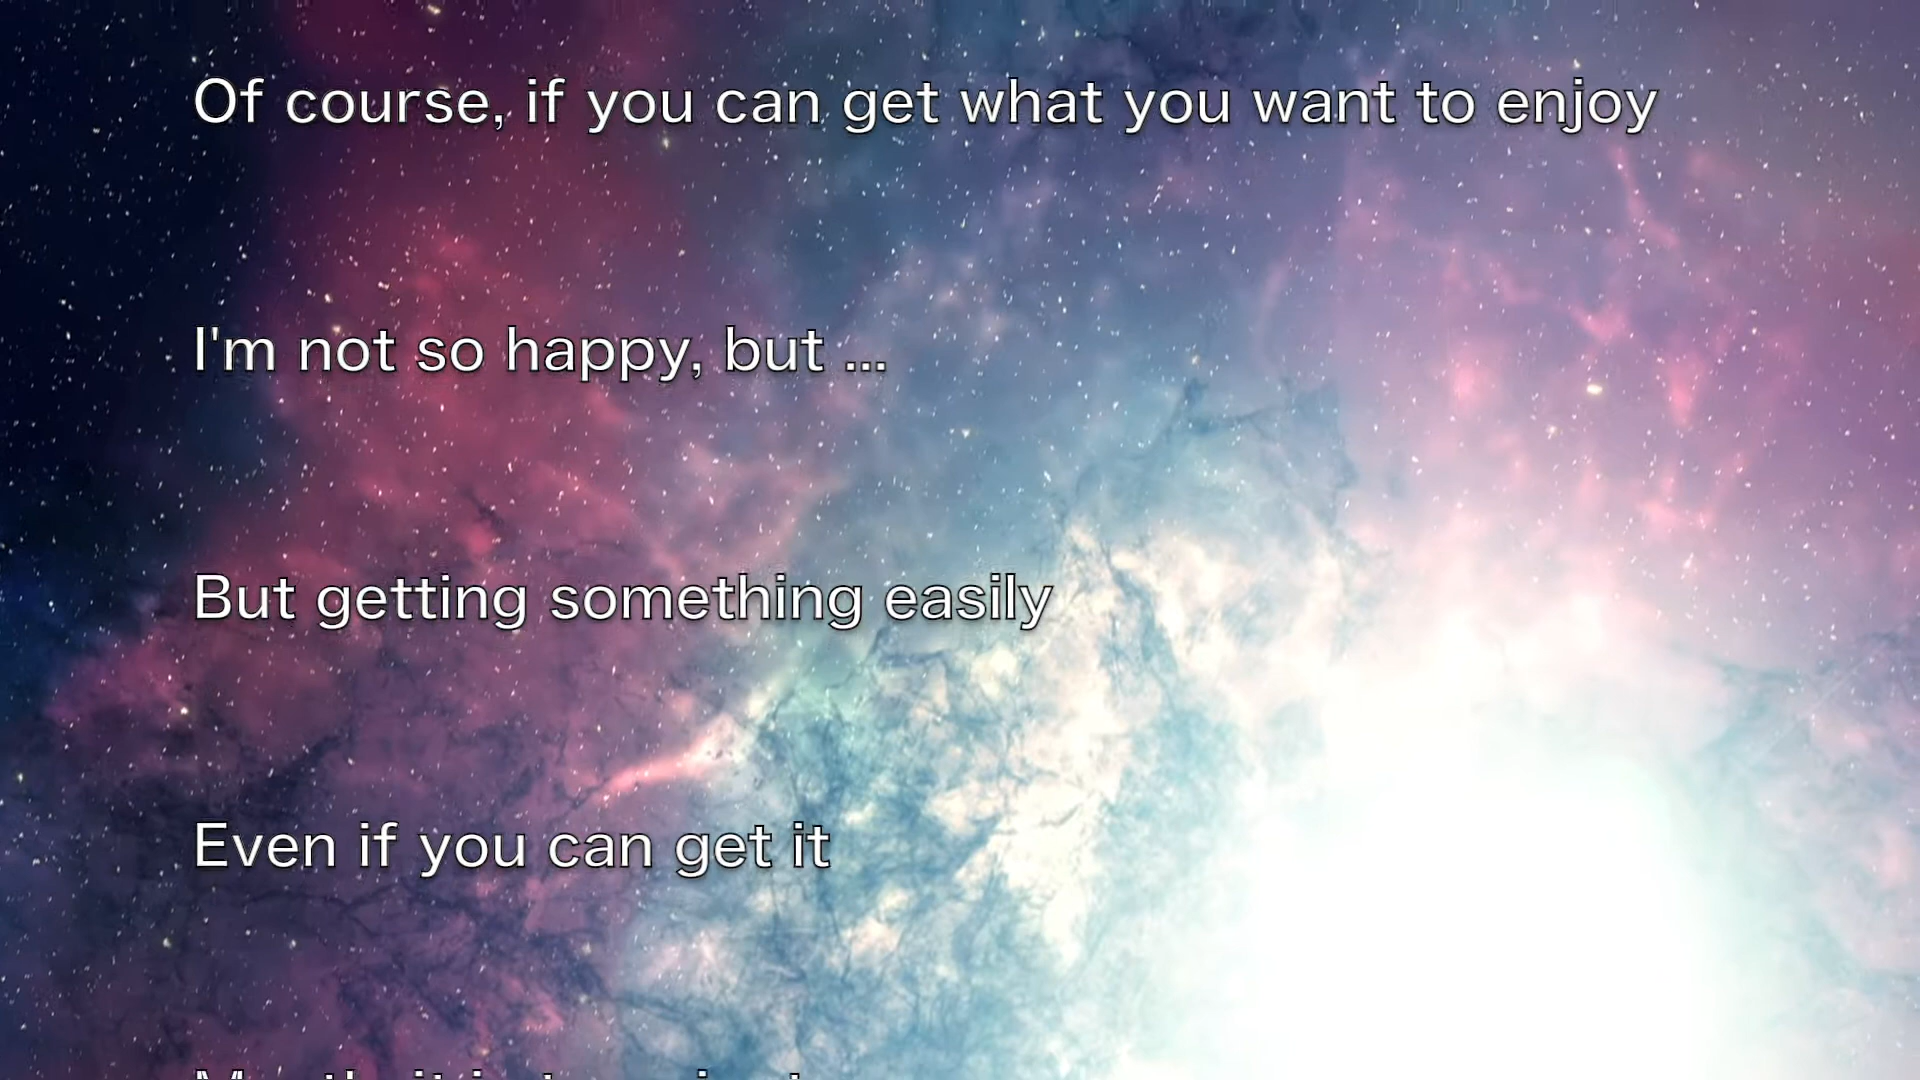 Of course, if you can get what you want to enjoy
I'm not so happy, but ...
But getting something easily
Even if you can get it